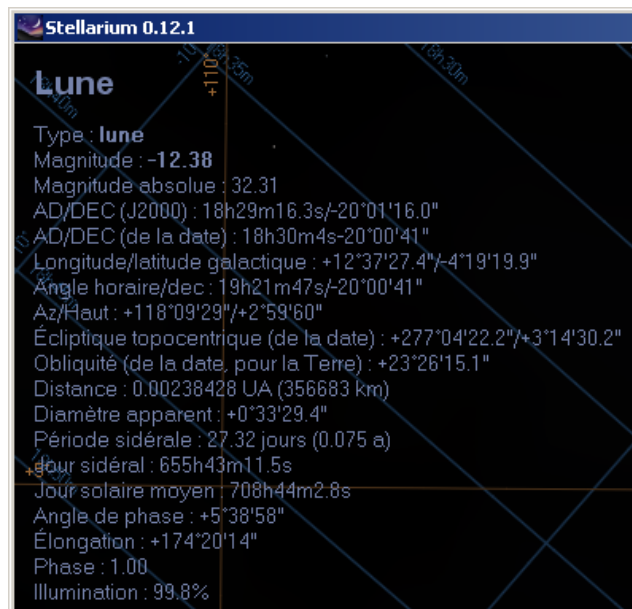 Stellarium 0.12.1
+110°
16h35m
16h30m
16h40m
Lune
Type : lune
Magnitude : -12.38
Magnitude absolue : 32.31
AD/DEC (J2000) : 18h29m16.3s/-20°01'16.0"
AD/DEC (de la date) : 18h30m4s-20°00'41"
Longitude/latitude galactique : +12°37'27.4"/-4°19'19.9"
Angle horaire/dec : 19h21m47s/-20°00'41"
Az/Haut : +118°09'29"/+2°59'60"
Écliptique topocentrique (de la date) : +277°04'22.2"/+3°14'30.2"
Obliquité (de la date, pour la Terre) : +23°26'15.1"
Distance : 0.00238428 UA (356683 km)
Diamètre apparent : +0°33'29.4"
Période sidérale : 27.32 jours (0.075 a)
Jour sidéral : 655h43m11.5s
Jour solaire moyen : 708h44m2.8s
Angle de phase : +5°38'58"
Élongation : +174°20'14"
Phase : 1.00
Illumination : 99.8%